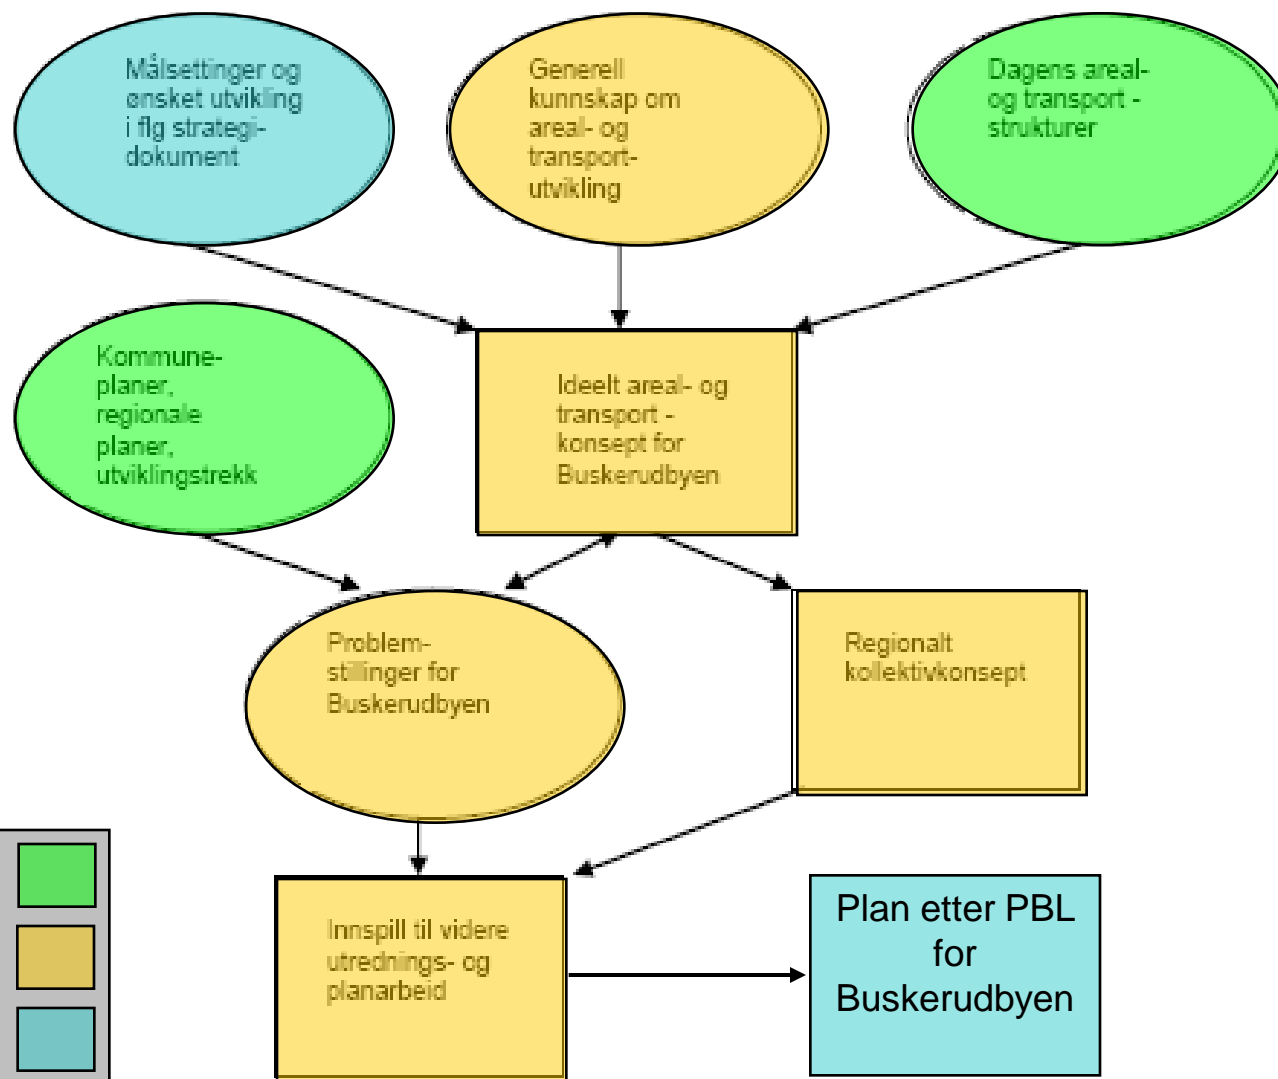 Målsettinger og
ønsket utvikling
i flg strategi-
dokument
Generell
kunnskap om
areal- og
transport-
utvikling
Dagens areal-
og transport -
strukturer
Kommune-
planer,
regionale
planer,
utviklingstrekk
Ideelt areal- og
transport -
konsept for
Buskerudbyen
Problem-
stillinger for
Buskerudbyen
Regionalt
kollektivkonsept
Innspill til videre
utrednings- og
planarbeid
Plan etter PBL
for
Buskerudbyen